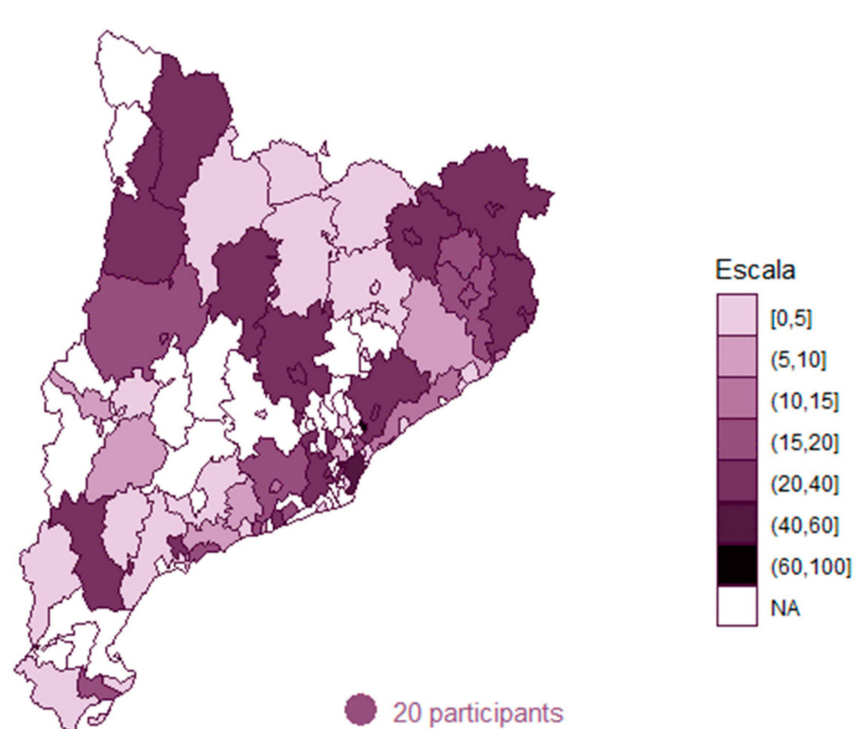 Escala
[0,5]
(5,10]
(10,15]
(15,20]
(20,40]
(40,60]
(60,100]
NA
20 participants